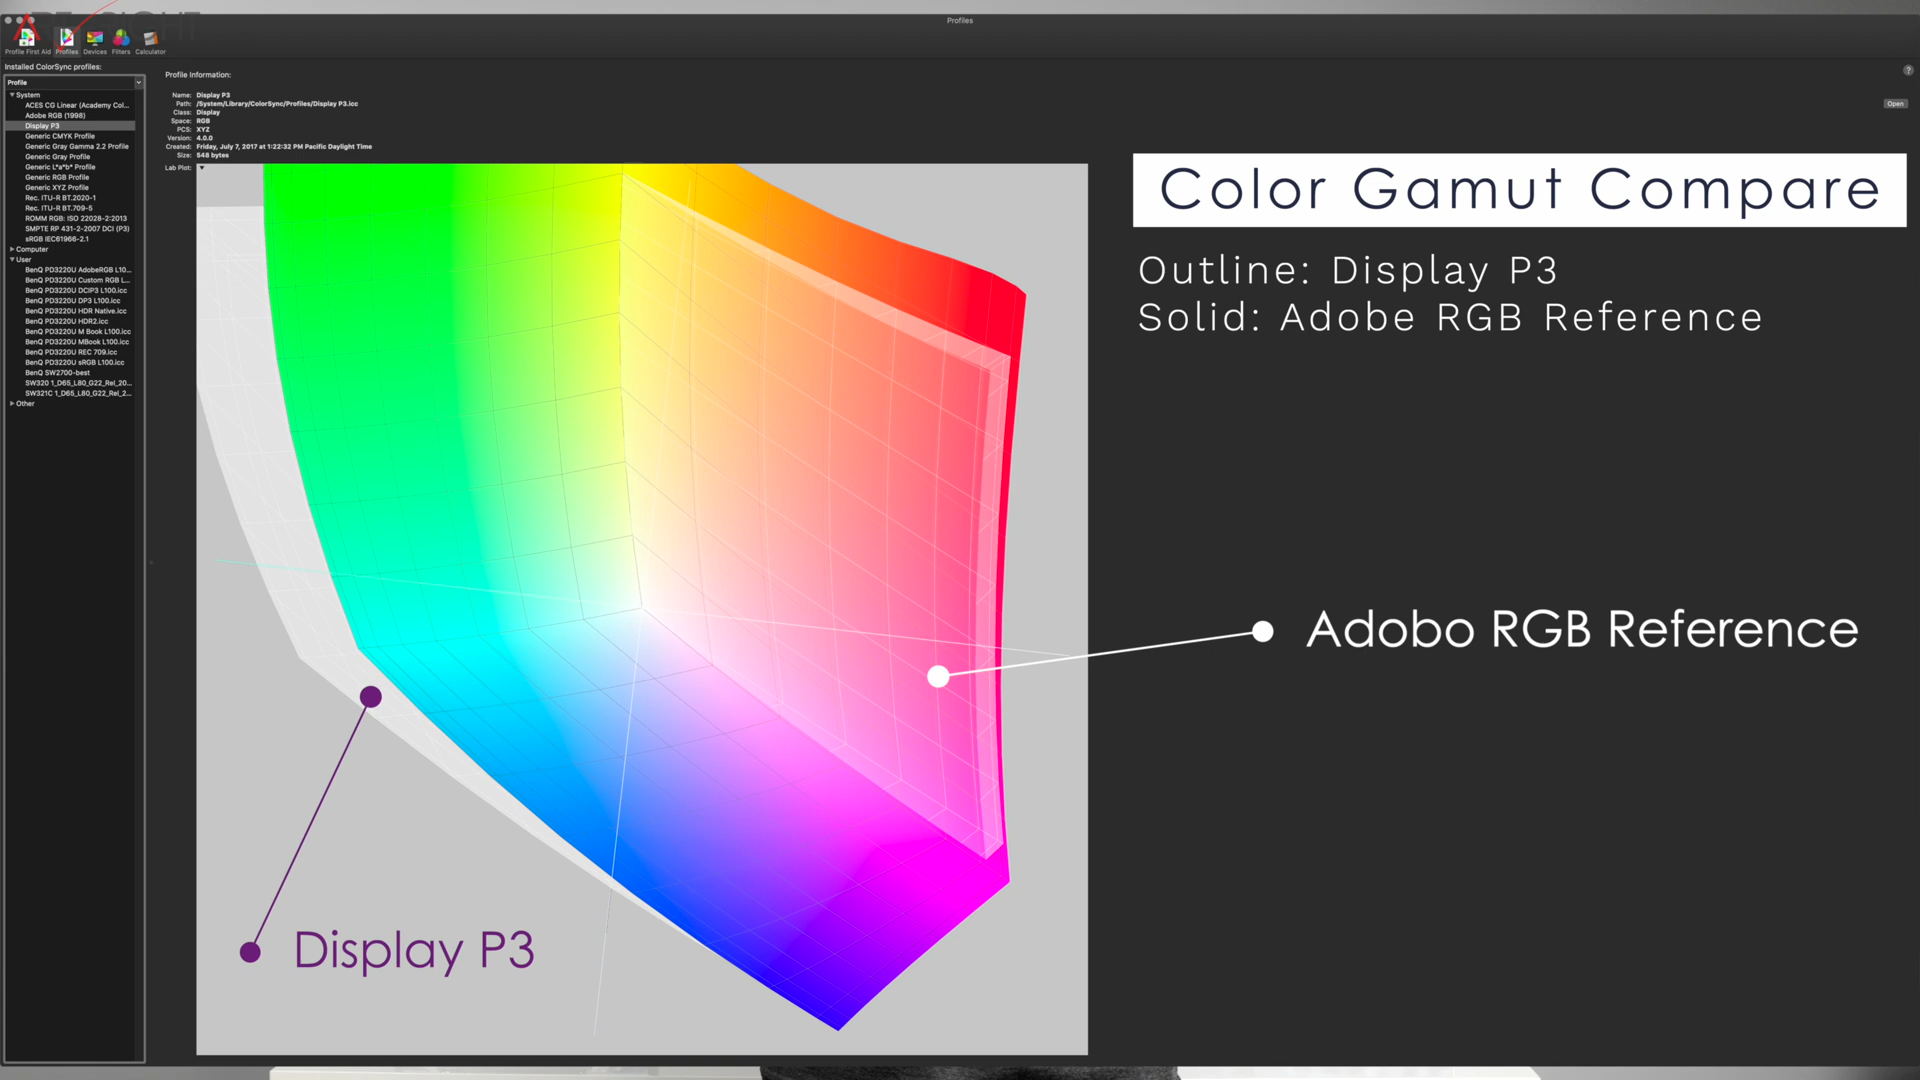 ART RIGHT
Profiles
Profile First Aid
Profiles
Devices
Filters
Calculator
Installed ColorSync profiles:
Profile
System
ACES CG Linear (Academy Col...
Adobe RGB (1998)
Display P3
Generic CMYK Profile
Generic Gray Gamma 2.2 Profile
Generic Gray Profile
Generic L*a*b* Profile
Generic RGB Profile
Generic XYZ Profile
Rec. ITU-R BT.2020-1
Rec. ITU-R BT.709-5
ROMM RGB: ISO 22028-2:2013
SMPTE RP 431-2-2007 DCI (P3)
sRGB IEC61966-2.1
Computer
User
BenQ PD3220U AdobeRGB L10...
BenQ PD3220U Custom RGB L...
BenQ PD3220U DCIP3 L100.icc
BenQ PD3220U DP3 L100.icc
BenQ PD3220U HDR Native.icc
BenQ PD3220U HDR2.icc
BenQ PD3220U M Book L100.icc
BenQ PD3220U MBook L100.icc
BenQ PD3220U REC 709.icc
BenQ PD3220U sRGB L100.icc
BenQ SW2700-best
SW320 1_D65_L80_G22_Rel_20...
SW321C 1_D65_L80_G22_Rel_2...
Other
Profile Information:
Name: Display P3
Path: /System/Library/ColorSync/Profiles/Display P3.icc
Class: Display
Space: RGB
PCS: XYZ
Version: 4.0.0
Created: Friday, July 7, 2017 at 1:22:32 PM Pacific Daylight Time
Size: 548 bytes
Lab Plot:
?
Open
Color Gamut Compare
Outline: Display P3
Solid: Adobe RGB Reference
Adobo RGB Reference
Display P3